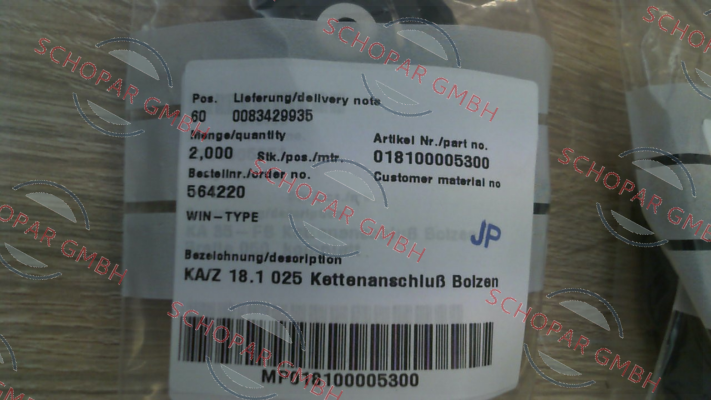 Pos. Lieferung/delivery note
60 0083429935
Menge/quantity
2,000 Stk./pos./mtr.
Artikel Nr./part no.
018100005300
Bestellnr./order no.
564220
Customer material no
WIN-TYPE
JP
Bezeichnung/description
KA/Z 18.1 025 Kettenanschluß Bolzen
MP018100005300
SCHOPAR GMBH
SCHOPAR GMBH
SCHOPAR GMBH
SCHOPAR GMBH
SCHOPAR GMBH
SCHOPAR GMBH